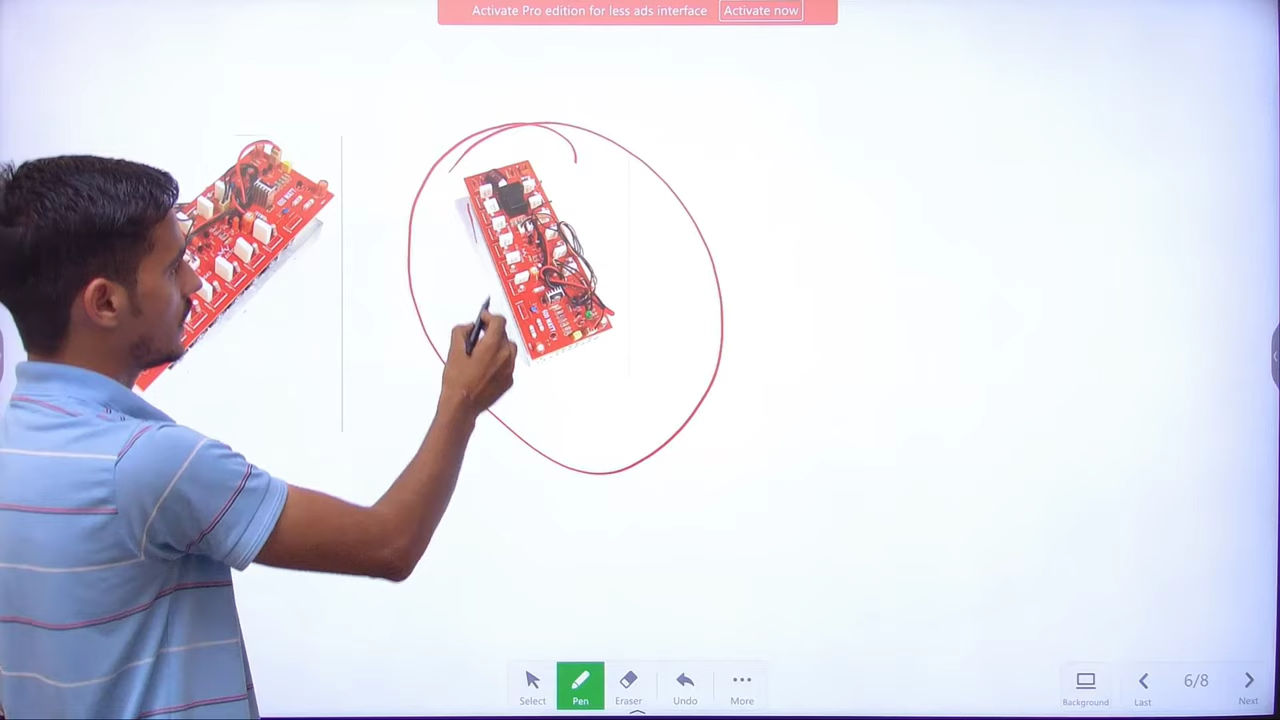 Activate Pro edition for less ads interface Activate now
Select Pen Eraser Undo More
Background Last 6/8 Next